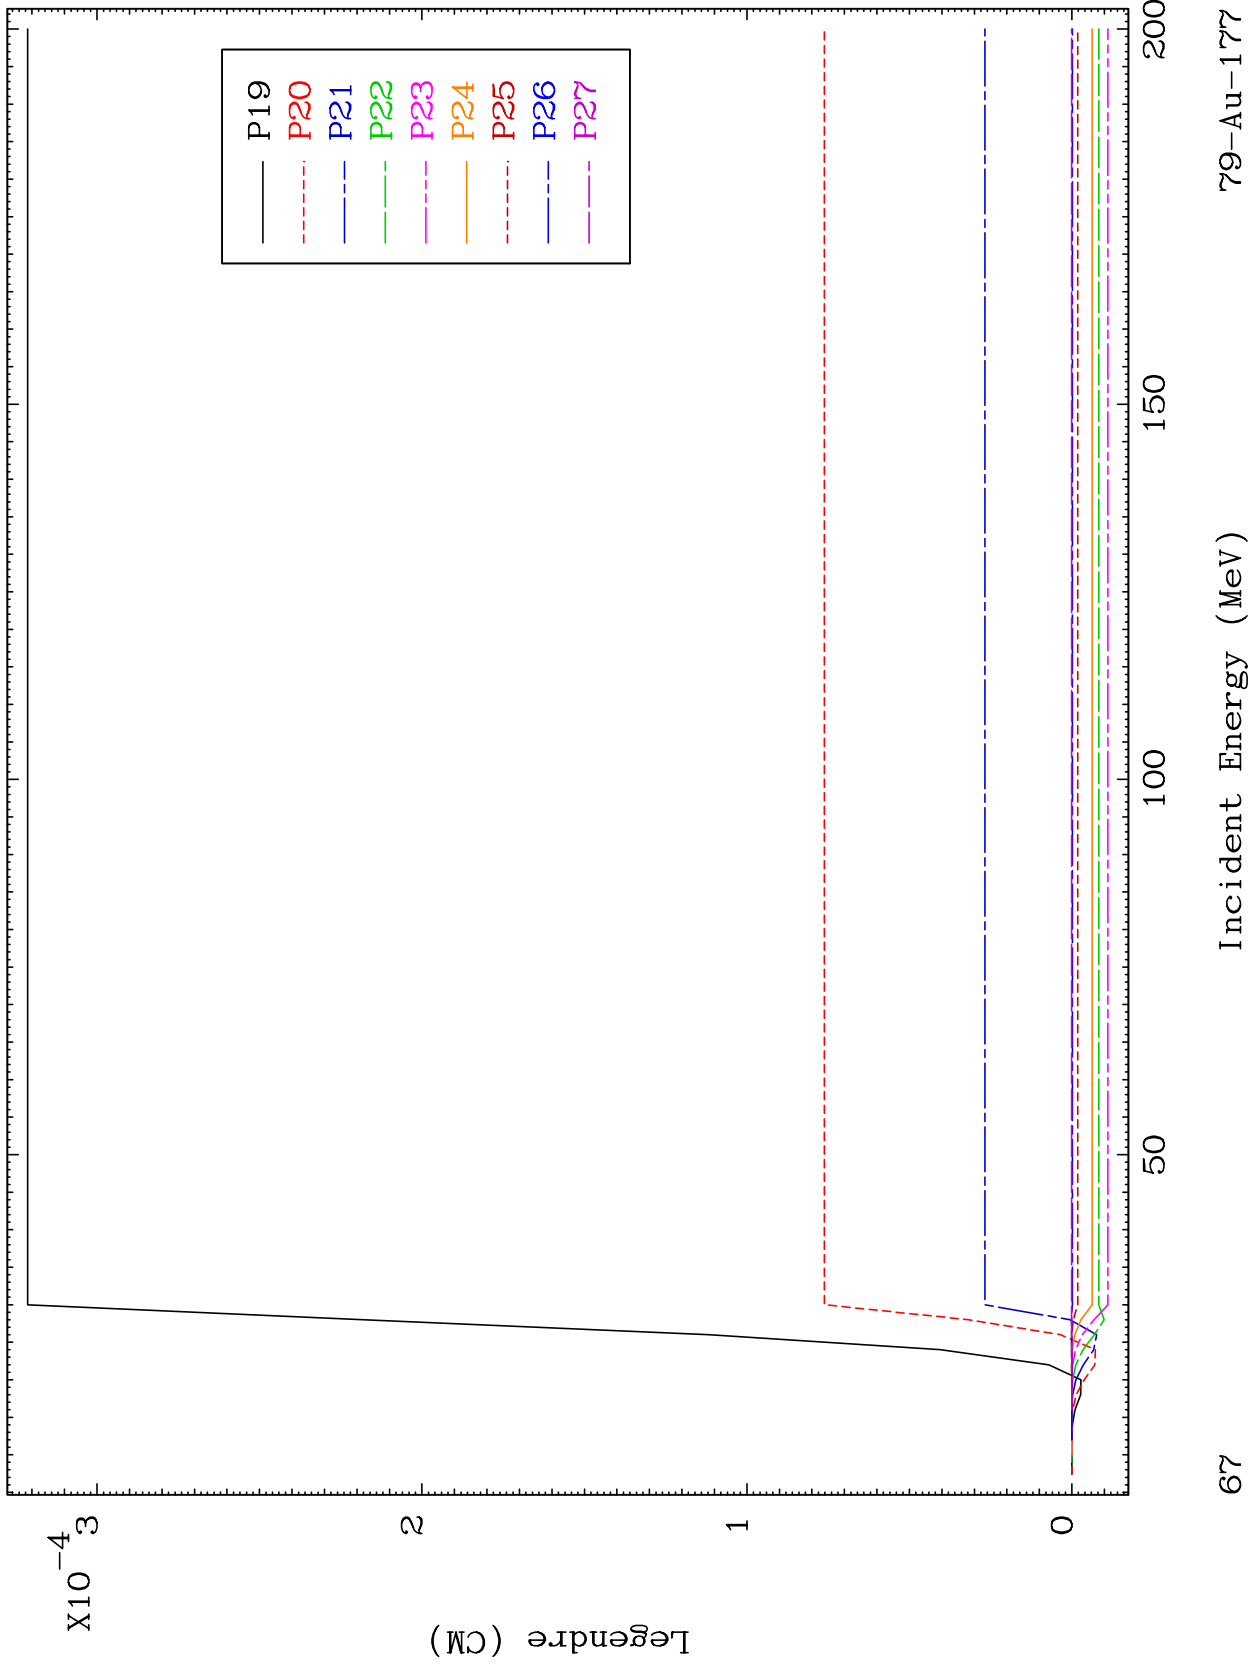 X10-4
3
2
1
0
Legendre (CM)
P19
P20
P21
P22
P23
P24
P25
P26
P27
50
100
150
200
Incident Energy (MeV)
67
79-Au-177